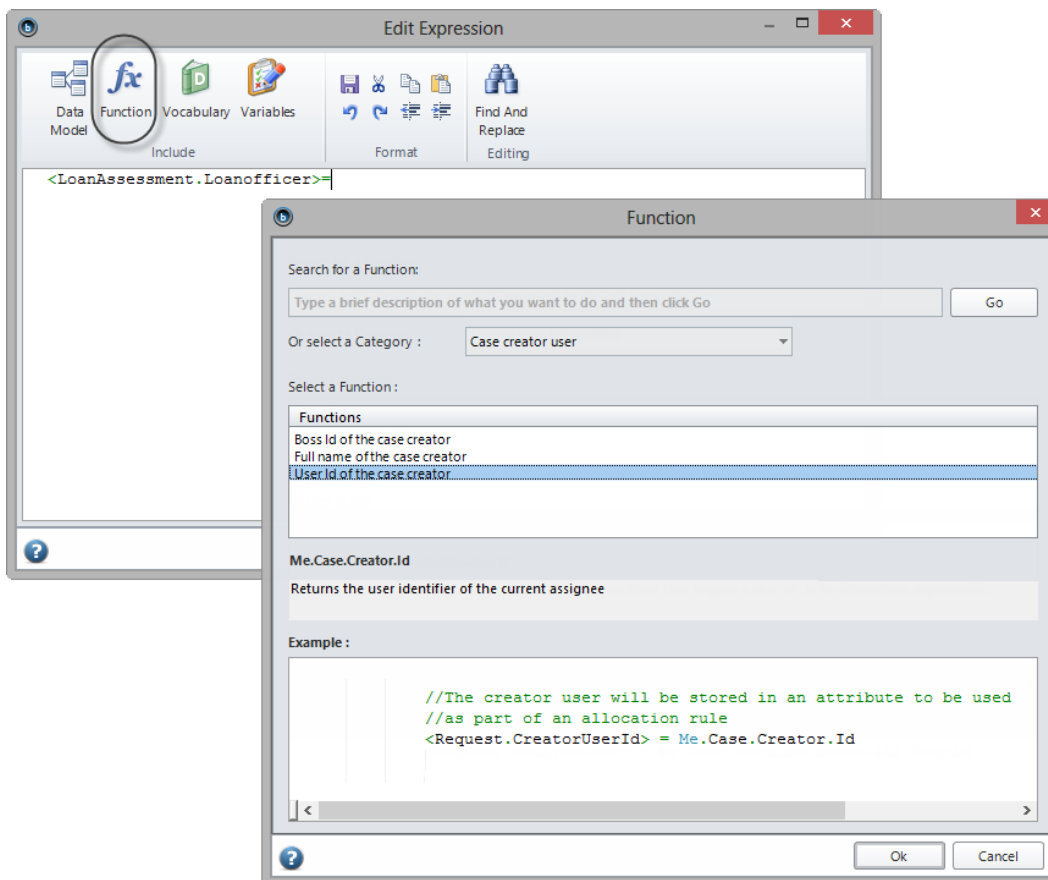 Edit Expression
Data Model
Function
Vocabulary
Variables
Find And Replace
Include
Format
Editing
<LoanAssessment.Loanofficer>=
Function
Search for a Function:
Type a brief description of what you want to do and then click Go
Go
Or select a Category :
Case creator user
Select a Function :
Functions
Boss Id of the case creator
Full name of the case creator
User Id of the case creator
Me.Case.Creator.Id
Returns the user identifier of the current assignee
Example :
//The creator user will be stored in an attribute to be used
//as part of an allocation rule
<Request.CreatorUserId> = Me.Case.Creator.Id
Ok
Cancel